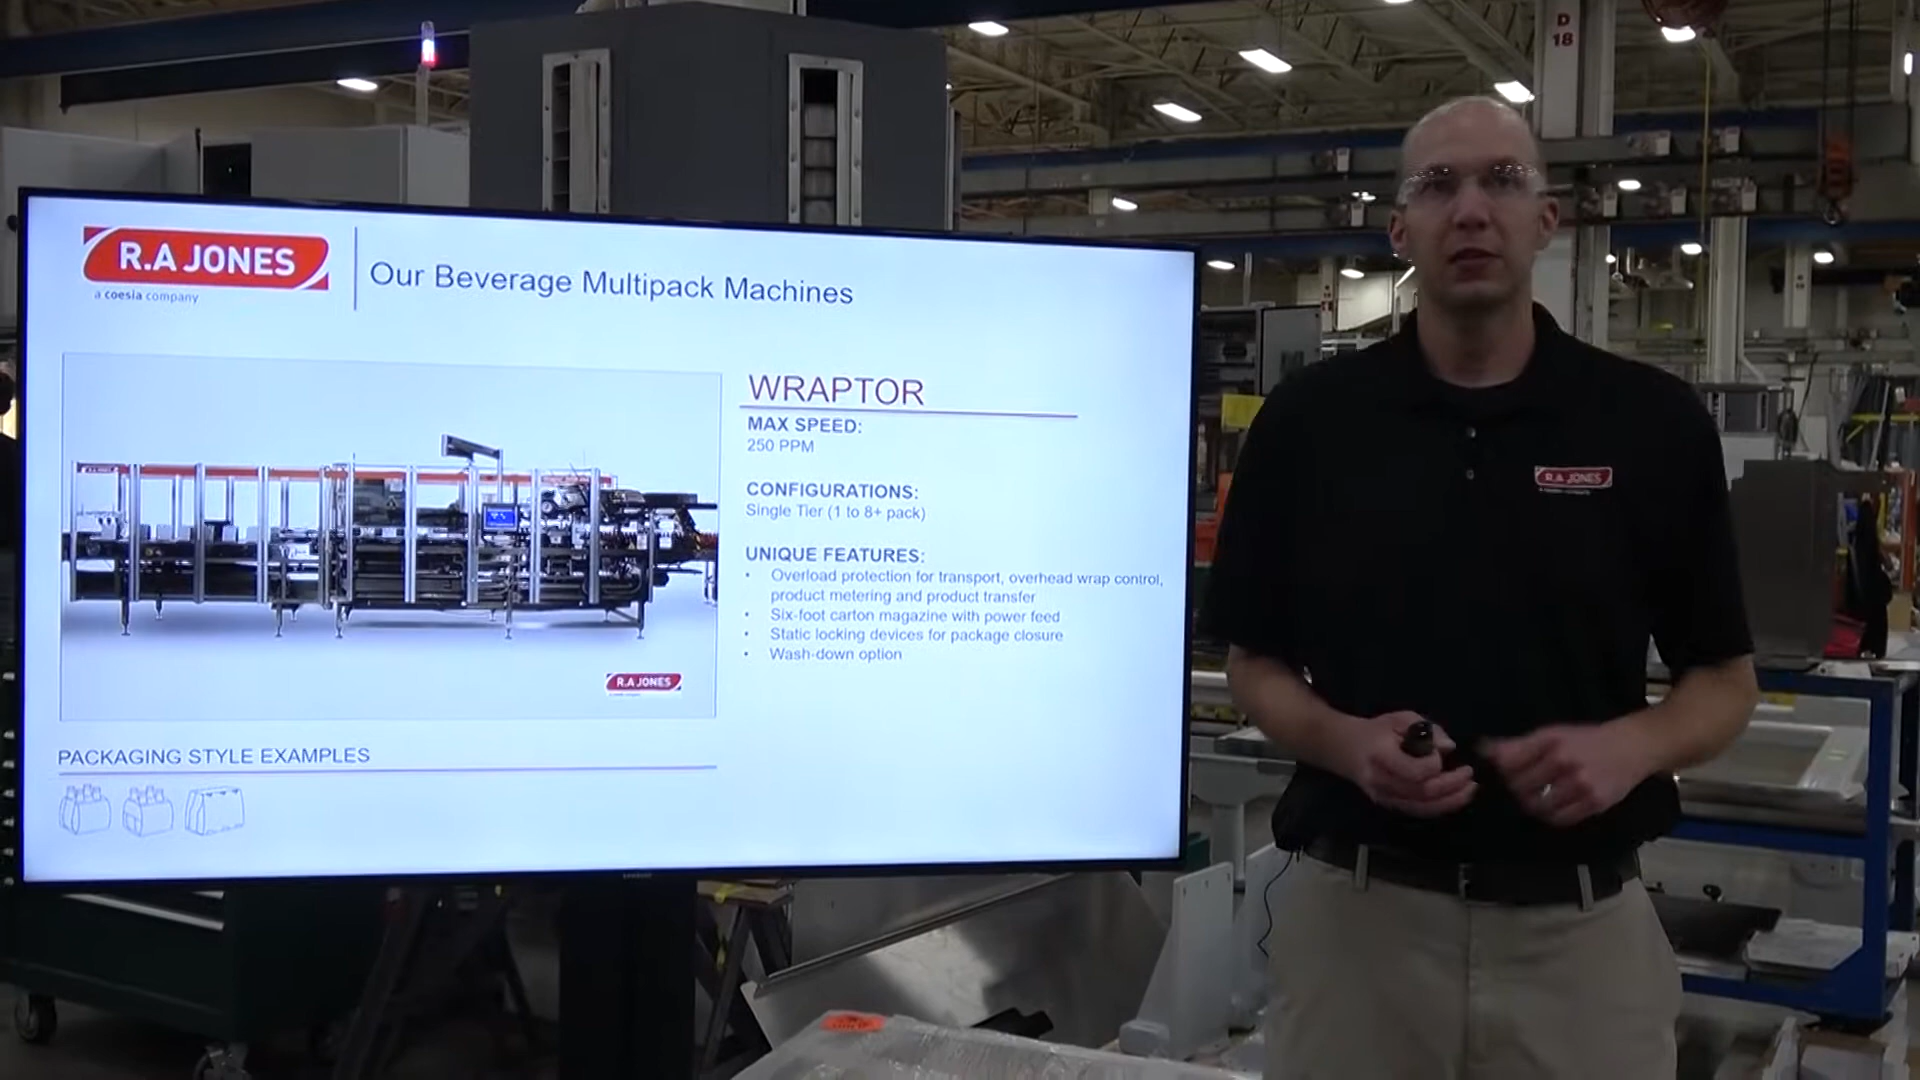 D
18
R.A JONES
a coesia company
Our Beverage Multipack Machines
WRAPTOR
MAX SPEED:
250 PPM
CONFIGURATIONS:
Single Tier (1 to 8+ pack)
UNIQUE FEATURES:
• Overload protection for transport, overhead wrap control,
product metering and product transfer
• Six-foot carton magazine with power feed
• Static locking devices for package closure
• Wash-down option
R.A JONES
PACKAGING STYLE EXAMPLES
R.A JONES